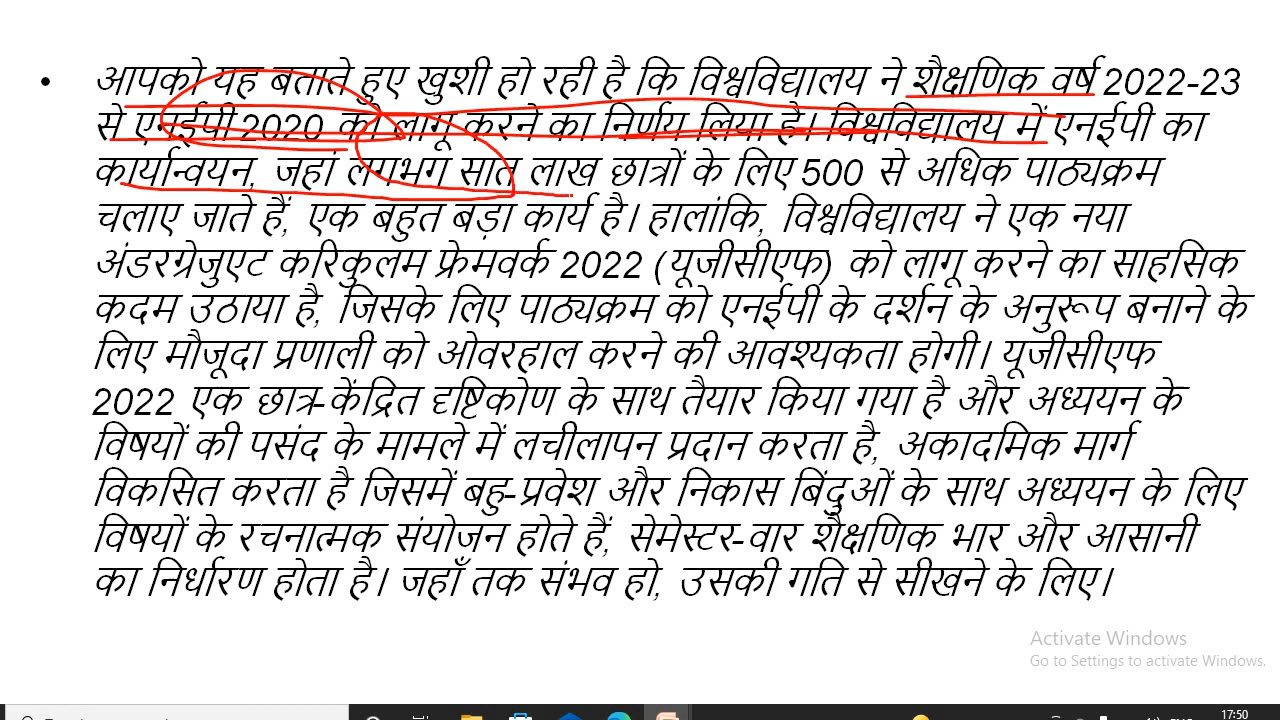 • आपको यह बताते हुए खुशी हो रही है कि विश्वविद्यालय ने शैक्षणिक वर्ष 2022-23
से एनईपी 2020 को लागू करने का निर्णय लिया है। विश्वविद्यालय में एनईपी का
कार्यान्वयन, जहां लगभग सात लाख छात्रों के लिए 500 से अधिक पाठ्यक्रम
चलाए जाते हैं, एक बहुत बड़ा कार्य है। हालांकि, विश्वविद्यालय ने एक नया
अंडरग्रेजुएट करिकुलम फ्रेमवर्क 2022 (यूजीसीएफ) को लागू करने का साहसिक
कदम उठाया है, जिसके लिए पाठ्यक्रम को एनईपी के दर्शन के अनुरूप बनाने के
लिए मौजूदा प्रणाली को ओवरहाल करने की आवश्यकता होगी। यूजीसीएफ
2022 एक छात्र-केंद्रित दृष्टिकोण के साथ तैयार किया गया है और अध्ययन के
विषयों की पसंद के मामले में लचीलापन प्रदान करता है, अकादमिक मार्ग
विकसित करता है जिसमें बहु-प्रवेश और निकास बिंदुओं के साथ अध्ययन के लिए
विषयों के रचनात्मक संयोजन होते हैं, सेमेस्टर-वार शैक्षणिक भार और आसानी
का निर्धारण होता है। जहाँ तक संभव हो, उसकी गति से सीखने के लिए।
Activate Windows
Go to Settings to activate Windows.
17:50